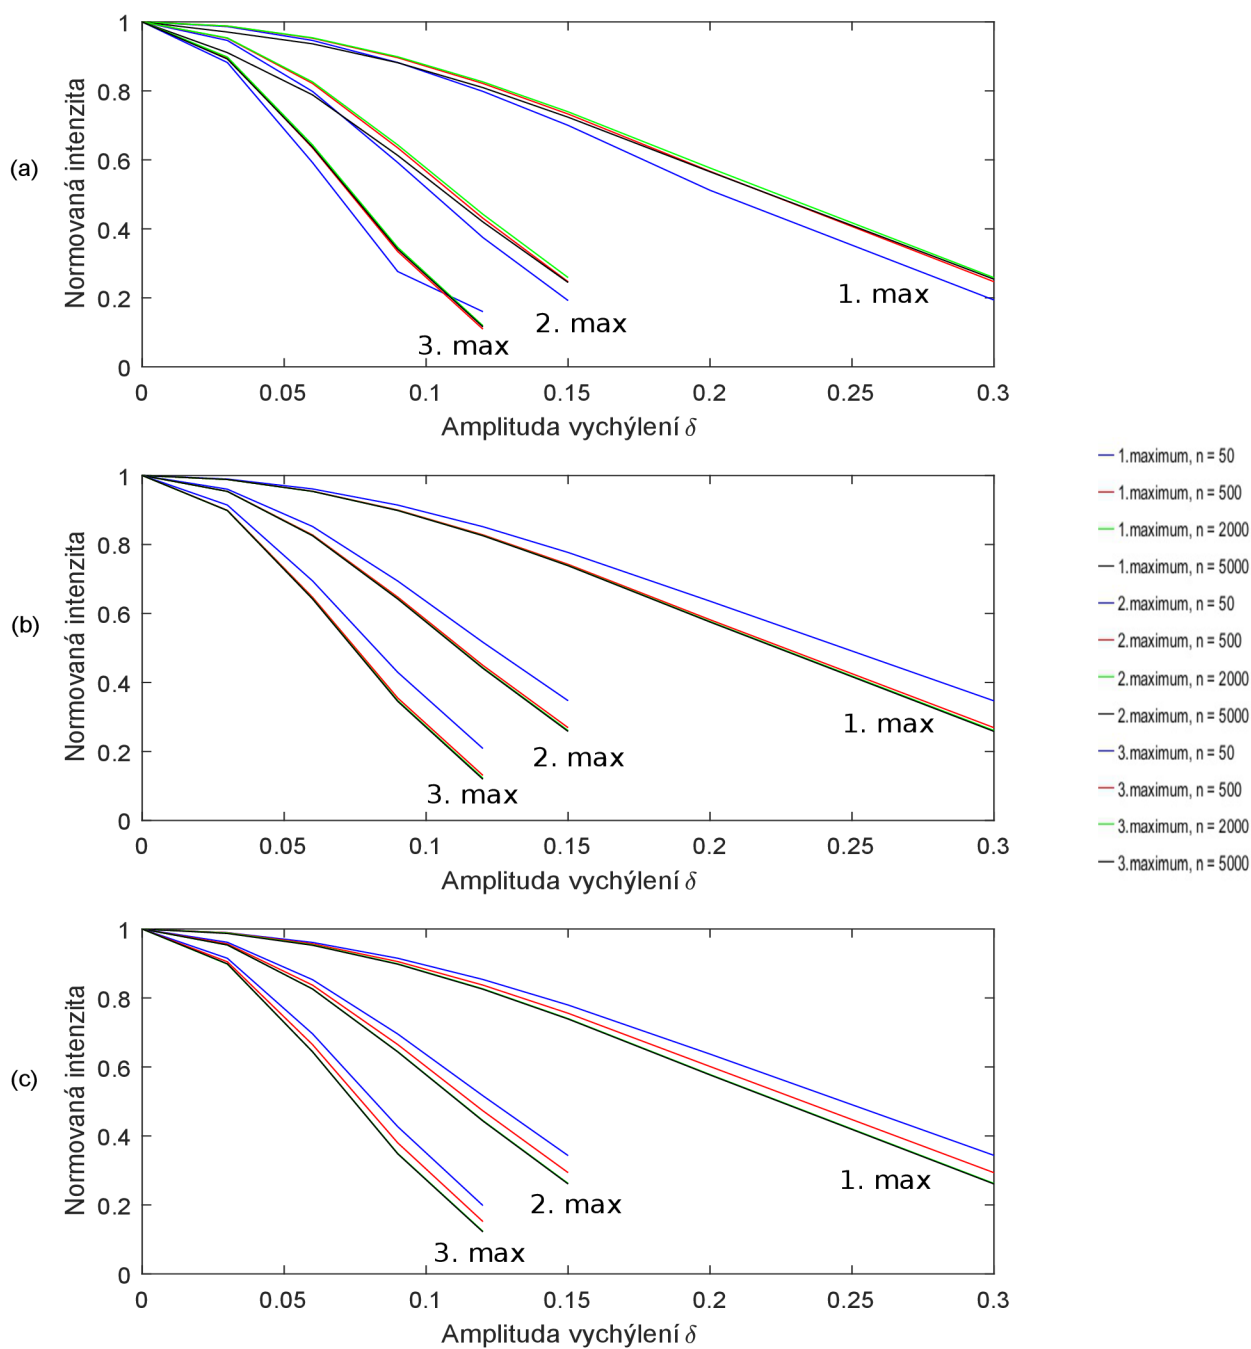 (a)
Normovaná intenzita
1
0.8
0.6
0.4
0.2
0
1. max
2. max
3. max
0 0.05 0.1 0.15 0.2 0.25 0.3
Amplituda vychýlení δ
(b)
Normovaná intenzita
1
0.8
0.6
0.4
0.2
0
1. max
2. max
3. max
0 0.05 0.1 0.15 0.2 0.25 0.3
Amplituda vychýlení δ
(c)
Normovaná intenzita
1
0.8
0.6
0.4
0.2
0
1. max
2. max
3. max
0 0.05 0.1 0.15 0.2 0.25 0.3
Amplituda vychýlení δ
1.maximum, n = 50
1.maximum, n = 500
1.maximum, n = 2000
1.maximum, n = 5000
2.maximum, n = 50
2.maximum, n = 500
2.maximum, n = 2000
2.maximum, n = 5000
3.maximum, n = 50
3.maximum, n = 500
3.maximum, n = 2000
3.maximum, n = 5000